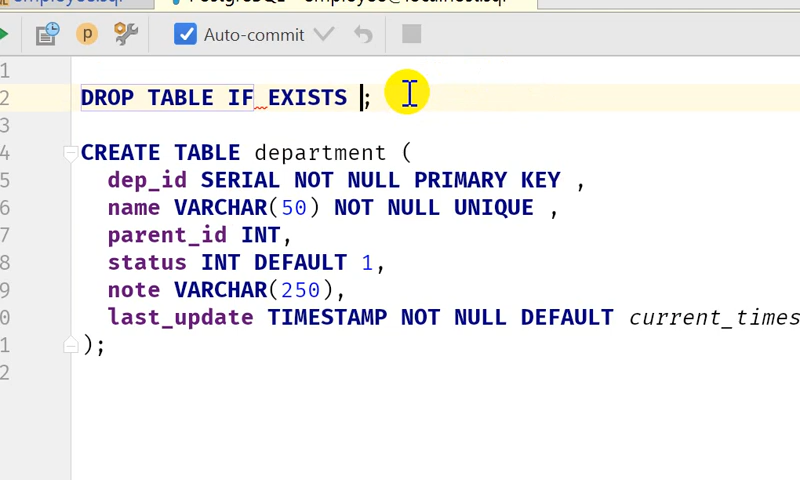 Auto-commit
1
2 DROP TABLE IF EXISTS ;
3
4 CREATE TABLE department (
5 dep_id SERIAL NOT NULL PRIMARY KEY ,
6 name VARCHAR(50) NOT NULL UNIQUE ,
7 parent_id INT,
8 status INT DEFAULT 1,
9 note VARCHAR(250),
0 last_update TIMESTAMP NOT NULL DEFAULT current_times
1 );
2